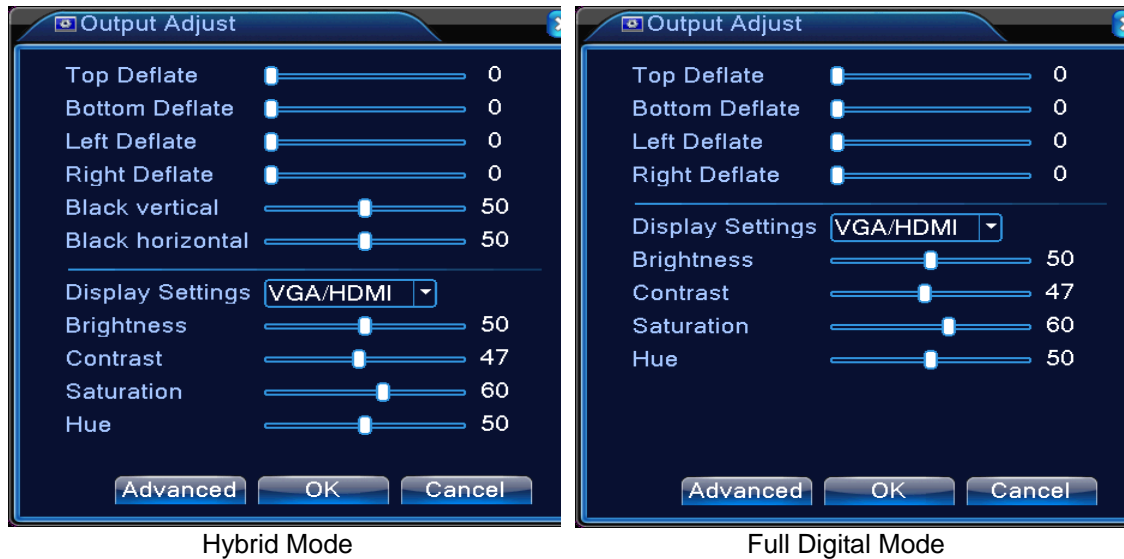 Output Adjust
Top Deflate 0
Bottom Deflate 0
Left Deflate 0
Right Deflate 0
Black vertical 50
Black horizontal 50
Display Settings VGA/HDMI
Brightness 50
Contrast 47
Saturation 60
Hue 50
Advanced OK Cancel
Hybrid Mode
Output Adjust
Top Deflate 0
Bottom Deflate 0
Left Deflate 0
Right Deflate 0
Display Settings VGA/HDMI
Brightness 50
Contrast 47
Saturation 60
Hue 50
Advanced OK Cancel
Full Digital Mode